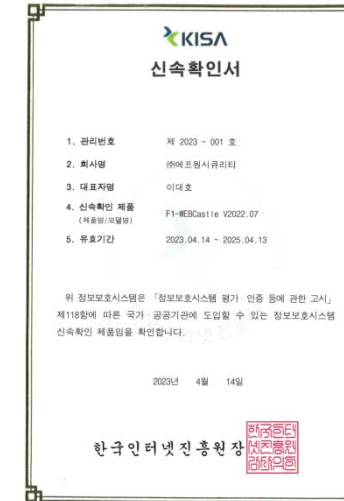 KISA
신속확인서
1. 관리번호 제 2023 - 001 호
2. 회사명 ㈜에프원시큐리티
3. 대표자명 이대호
4. 신속확인 제품 F1-WEBCastle V2022.07
(제품명/모델명)
5. 유효기간 2023.04.14 ~ 2025.04.13
위 정보보호시스템은 「정보보호시스템 평가·인증 등에 관한 고시」
제118항에 따른 국가·공공기관에 도입할 수 있는 정보보호시스템
신속확인 제품임을 확인합니다.
2023년 4월 14일
한국인터넷진흥원장